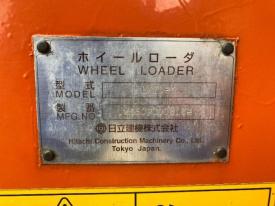 ホイールローダ
WHEEL LOADER
型式
MODEL
製番
MFG.NO.
日立建機株式会社
Hitachi Construction Machinery Co., Ltd.
Tokyo Japan.